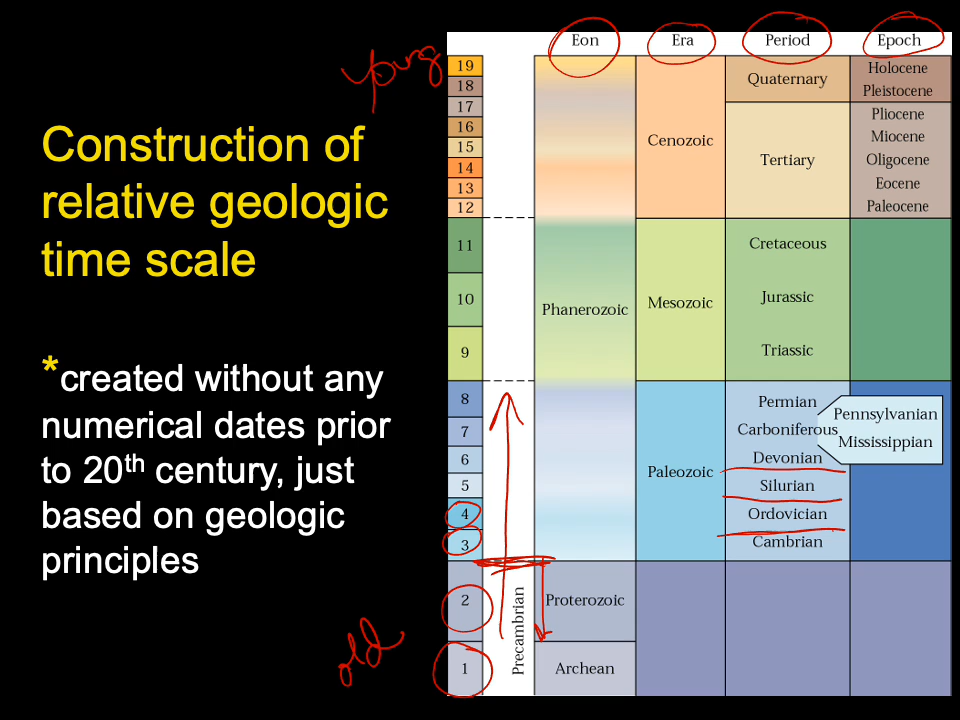 young
Construction of
relative geologic
time scale
*created without any
numerical dates prior
to 20th century, just
based on geologic
principles
old
Eon Era Period Epoch
19
18
17
16
15
14
13
12
11
10
9
8
7
6
5
4
3
2
1
Precambrian
Phanerozoic
Proterozoic
Archean
Cenozoic
Mesozoic
Paleozoic
Quaternary
Tertiary
Cretaceous
Jurassic
Triassic
Permian
Carboniferous
Devonian
Silurian
Ordovician
Cambrian
Holocene
Pleistocene
Pliocene
Miocene
Oligocene
Eocene
Paleocene
Pennsylvanian
Mississippian